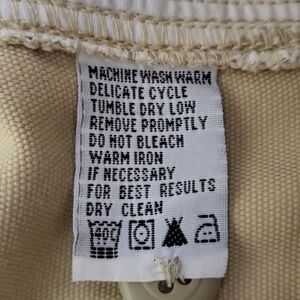 MACHINE WASH WARM
DELICATE CYCLE
TUMBLE DRY LOW
REMOVE PROMPTLY
DO NOT BLEACH
WARM IRON
IF NECESSARY
FOR BEST RESULTS
DRY CLEAN
40C